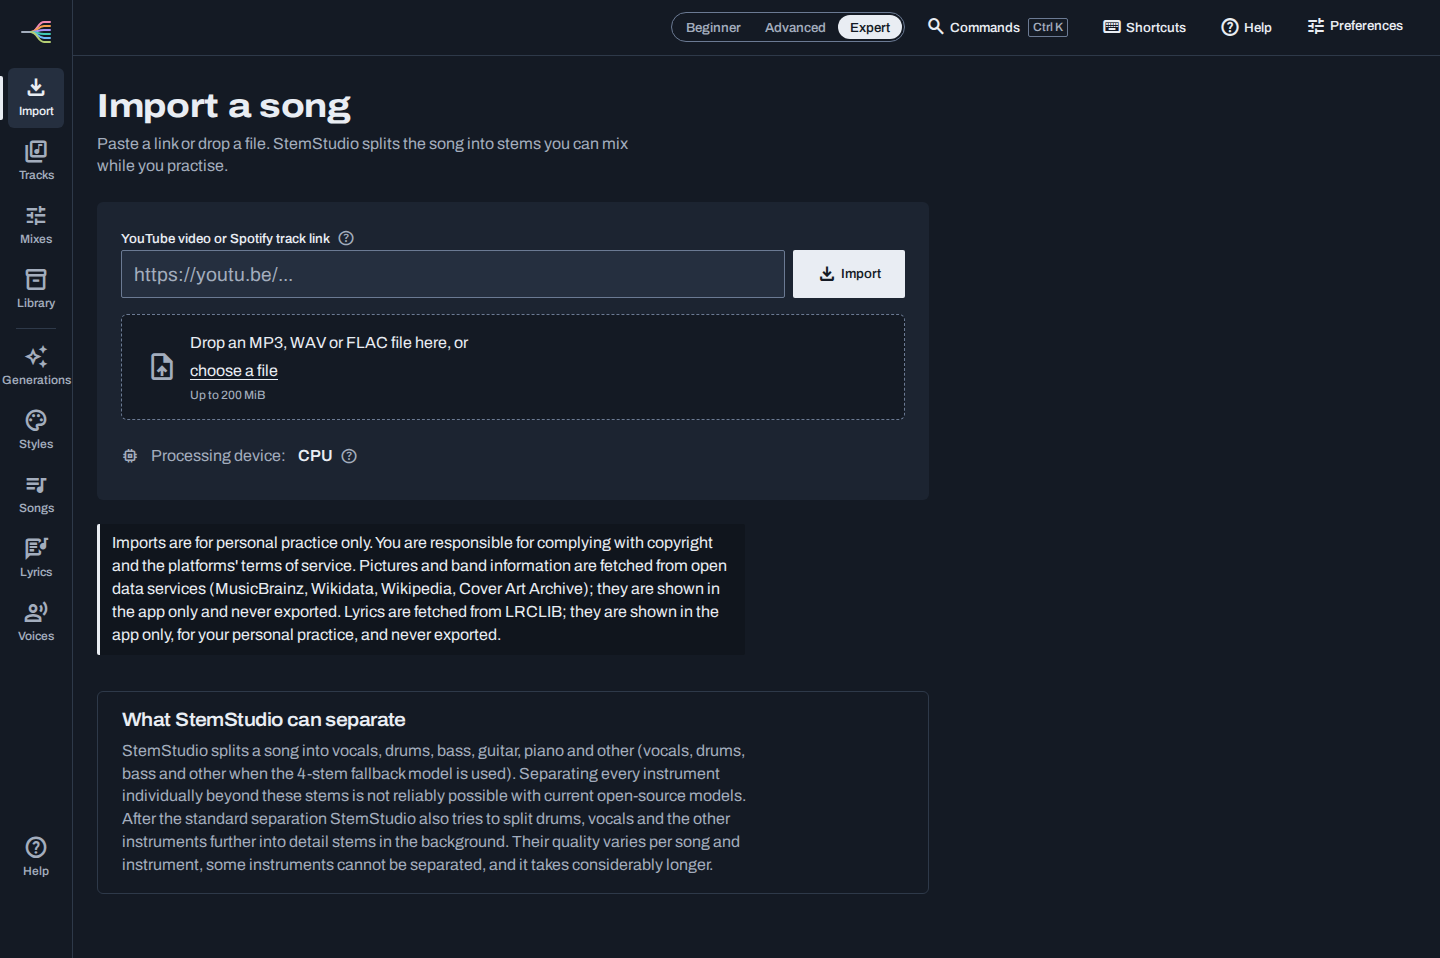 Beginner Advanced Expert Commands Ctrl K Shortcuts Help Preferences
Import
Tracks
Mixes
Library
Generations
Styles
Songs
Lyrics
Voices
Help
Import a song
Paste a link or drop a file. StemStudio splits the song into stems you can mix
while you practise.
YouTube video or Spotify track link
https://youtu.be/...
Import
Drop an MP3, WAV or FLAC file here, or
choose a file
Up to 200 MiB
Processing device: CPU
Imports are for personal practice only. You are responsible for complying with copyright
and the platforms' terms of service. Pictures and band information are fetched from open
data services (MusicBrainz, Wikidata, Wikipedia, Cover Art Archive); they are shown in
the app only and never exported. Lyrics are fetched from LRCLIB; they are shown in the
app only, for your personal practice, and never exported.
What StemStudio can separate
StemStudio splits a song into vocals, drums, bass, guitar, piano and other (vocals, drums,
bass and other when the 4-stem fallback model is used). Separating every instrument
individually beyond these stems is not reliably possible with current open-source models.
After the standard separation StemStudio also tries to split drums, vocals and the other
instruments further into detail stems in the background. Their quality varies per song and
instrument, some instruments cannot be separated, and it takes considerably longer.